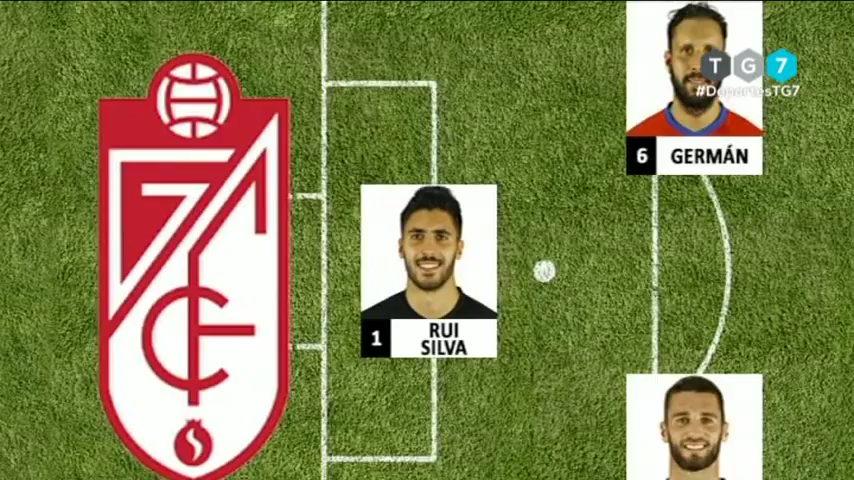 TG7
#DeportesTG7
6 GERMÁN
1 RUI
SILVA